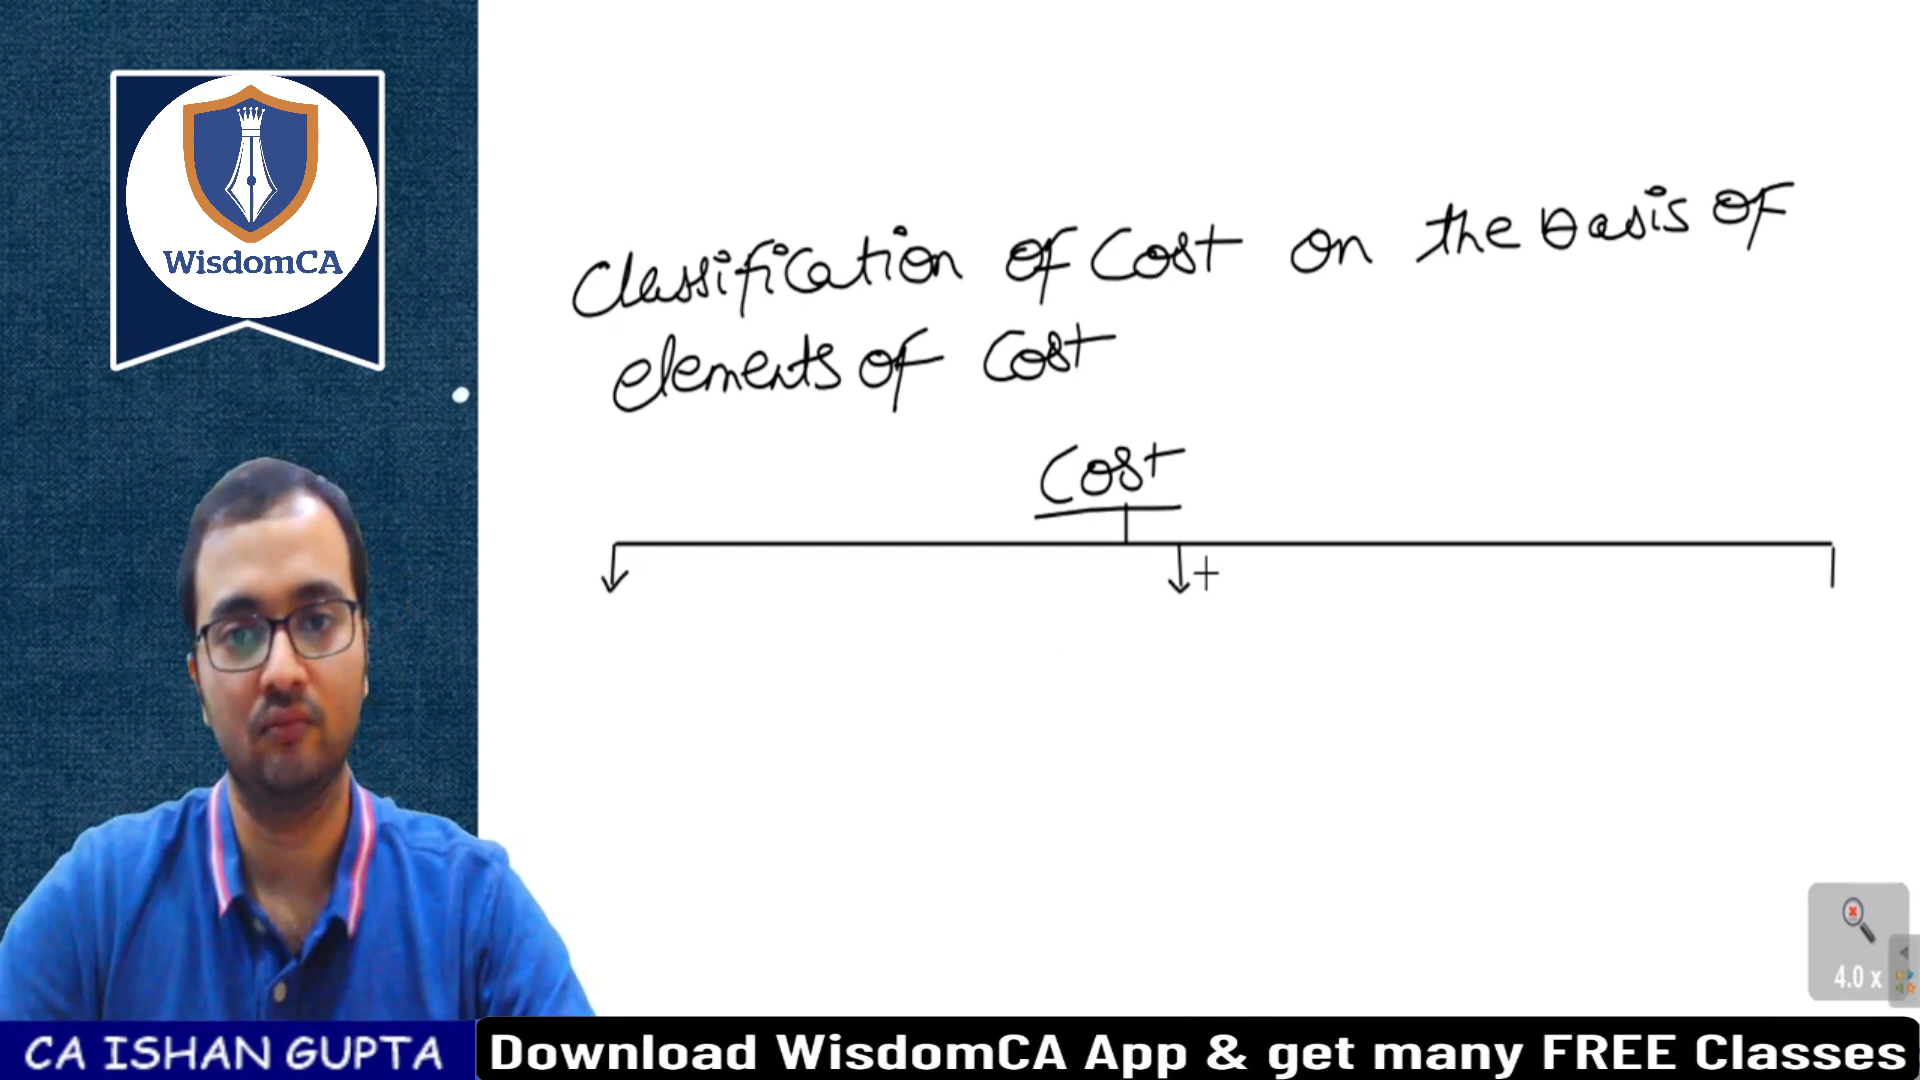 WisdomCA
Classification of Cost on the basis of
elements of Cost
Cost
4.0 x
CA ISHAN GUPTA
Download WisdomCA App & get many FREE Classes